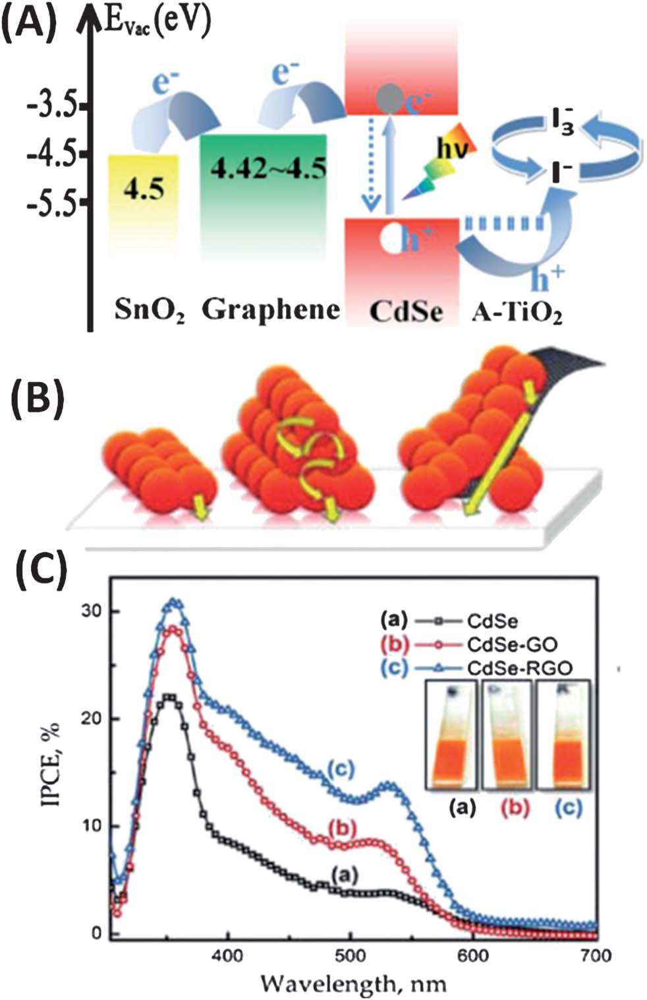 (A) E_Vac (eV)
e⁻ e⁻
-3.5 e⁻ I₃⁻
hν
-4.5 4.42~4.5 I⁻
4.5
-5.5
h⁺
h⁺
SnO₂ Graphene CdSe A-TiO₂
(B)
(C)
30
(a) CdSe
(b) CdSe-GO
(c) CdSe-RGO
20
IPCE, %
(c)
(a) (b) (c)
10
(b)
(a)
0
400 500 600 700
Wavelength, nm